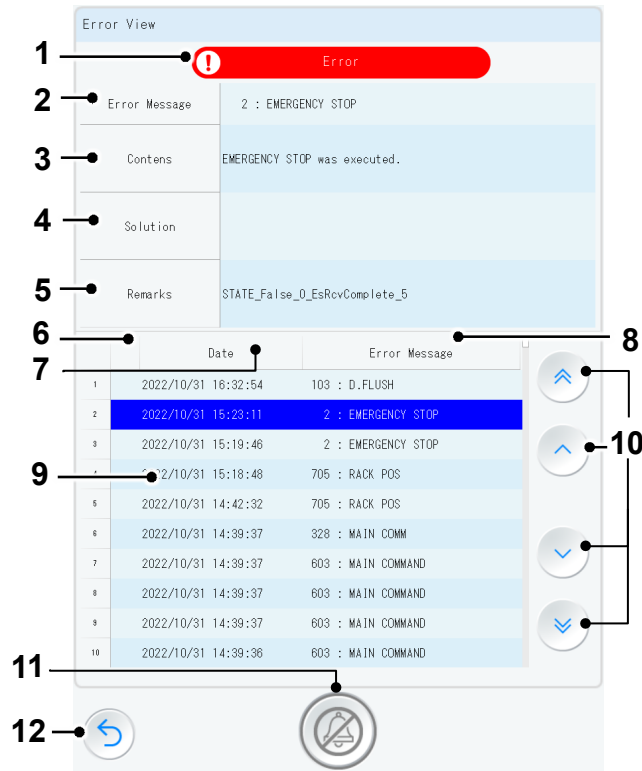 Error View
1
! Error
2
Error Message 2 : EMERGENCY STOP
3
Contens EMERGENCY STOP was executed.
4
Solution
5
Remarks STATE_False_0_EsRcvComplete_5
6
7
8
Date Error Message
1 2022/10/31 16:32:54 103 : D.FLUSH
2 2022/10/31 15:23:11 2 : EMERGENCY STOP
3 2022/10/31 15:19:46 2 : EMERGENCY STOP
10
9
2022/10/31 15:18:48 705 : RACK POS
5 2022/10/31 14:42:32 705 : RACK POS
6 2022/10/31 14:39:37 328 : MAIN COMM
7 2022/10/31 14:39:37 603 : MAIN COMMAND
8 2022/10/31 14:39:37 603 : MAIN COMMAND
9 2022/10/31 14:39:37 603 : MAIN COMMAND
10 2022/10/31 14:39:36 603 : MAIN COMMAND
11
12